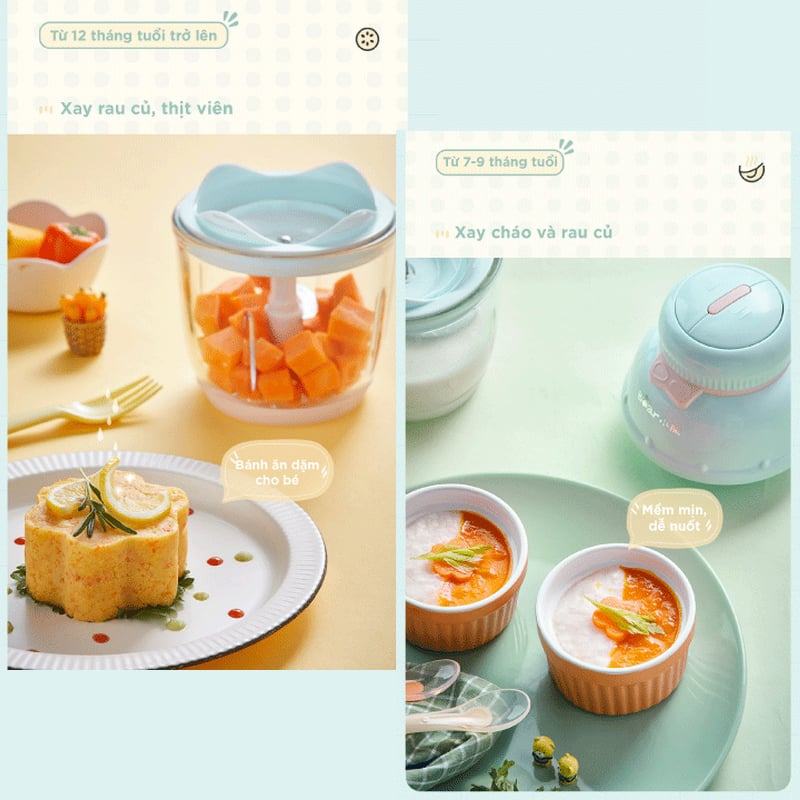 Từ 12 tháng tuổi trở lên
Xay rau củ, thịt viên
Bánh ăn dặm
cho bé
Từ 7-9 tháng tuổi
Xay cháo và rau củ
Bear
Mềm mịn,
dễ nuốt